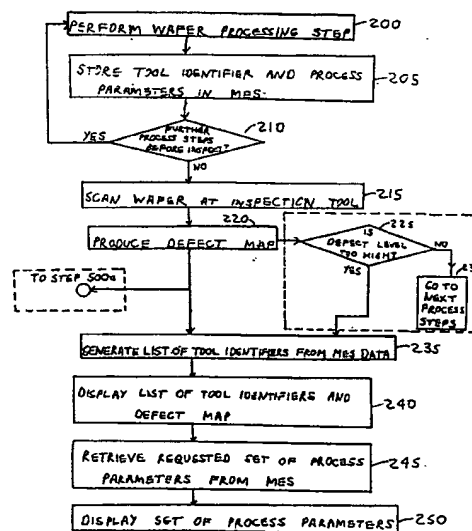 PERFORM WAFER PROCESSING STEP
200
STORE TOOL IDENTIFIER AND PROCESS
PARAMETERS IN MES.
205
FURTHER
PROCESS STEPS
BEFORE INSPECT?
210
YES
NO
SCAN WAFER AT INSPECTION TOOL
215
220
PRODUCE DEFECT MAP
225
IS
DEFECT LEVEL
TOO HIGH?
NO
YES
GO TO
NEXT
PROCESS
STEPS
TO STEP 500a
GENERATE LIST OF TOOL IDENTIFIERS FROM MES DATA
235
DISPLAY LIST OF TOOL IDENTIFIERS AND
DEFECT MAP
240
RETRIEVE REQUESTED SET OF PROCESS
PARAMETERS FROM MES
245
DISPLAY SET OF PROCESS PARAMETERS
250